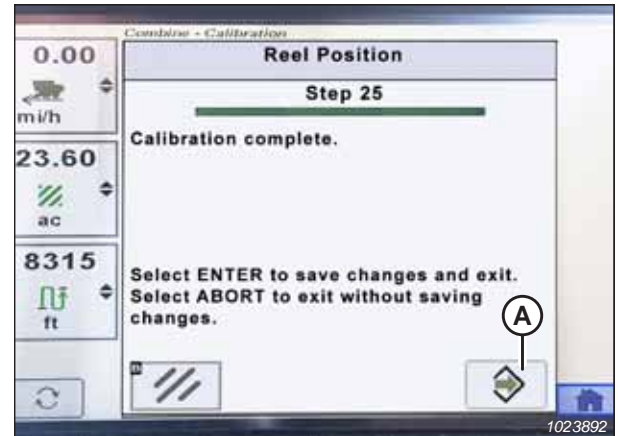 Combine - Calibration
0.00
mi/h
23.60
ac
8315
ft
Reel Position
Step 25
Calibration complete.
Select ENTER to save changes and exit.
Select ABORT to exit without saving
changes.
A
1023892